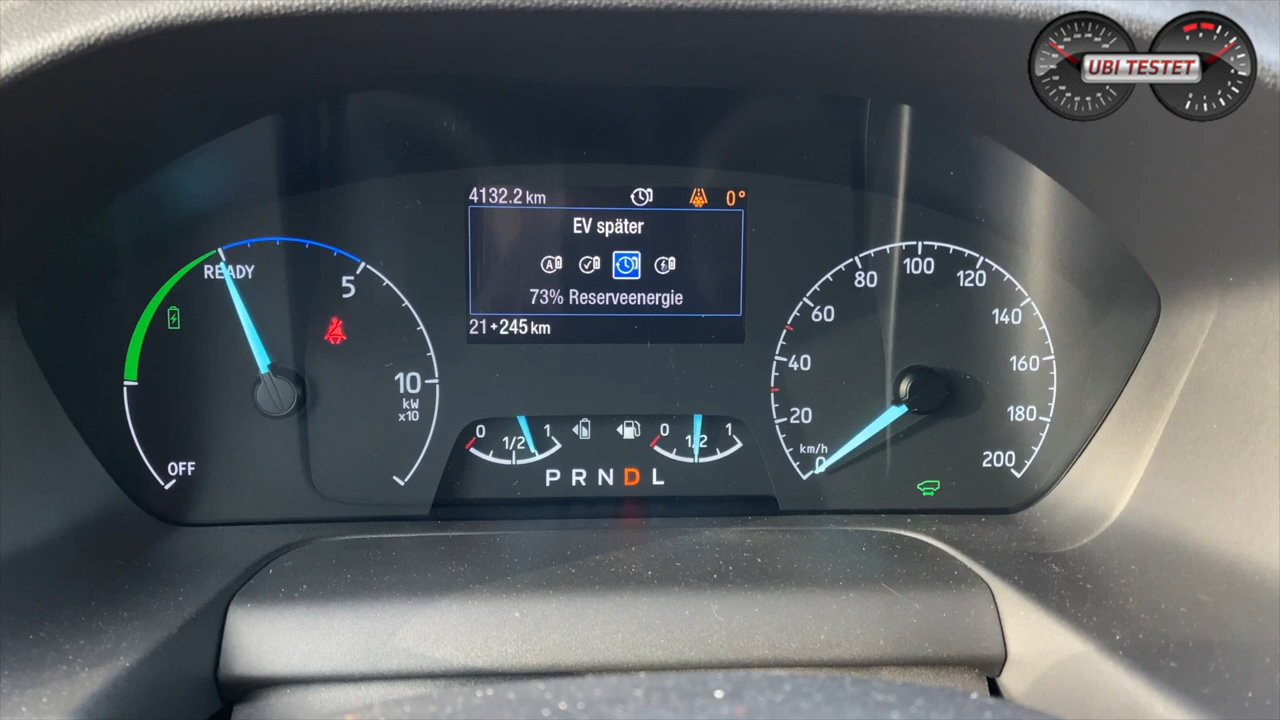 UBI TESTET
4132.2 km
0°
EV später
73% Reserveenergie
21+245 km
READY
5
10
kW
x10
OFF
0 1/2 1
0 1/2 1
P R N D L
0
20
40
60
80
100
120
140
160
180
200
km/h